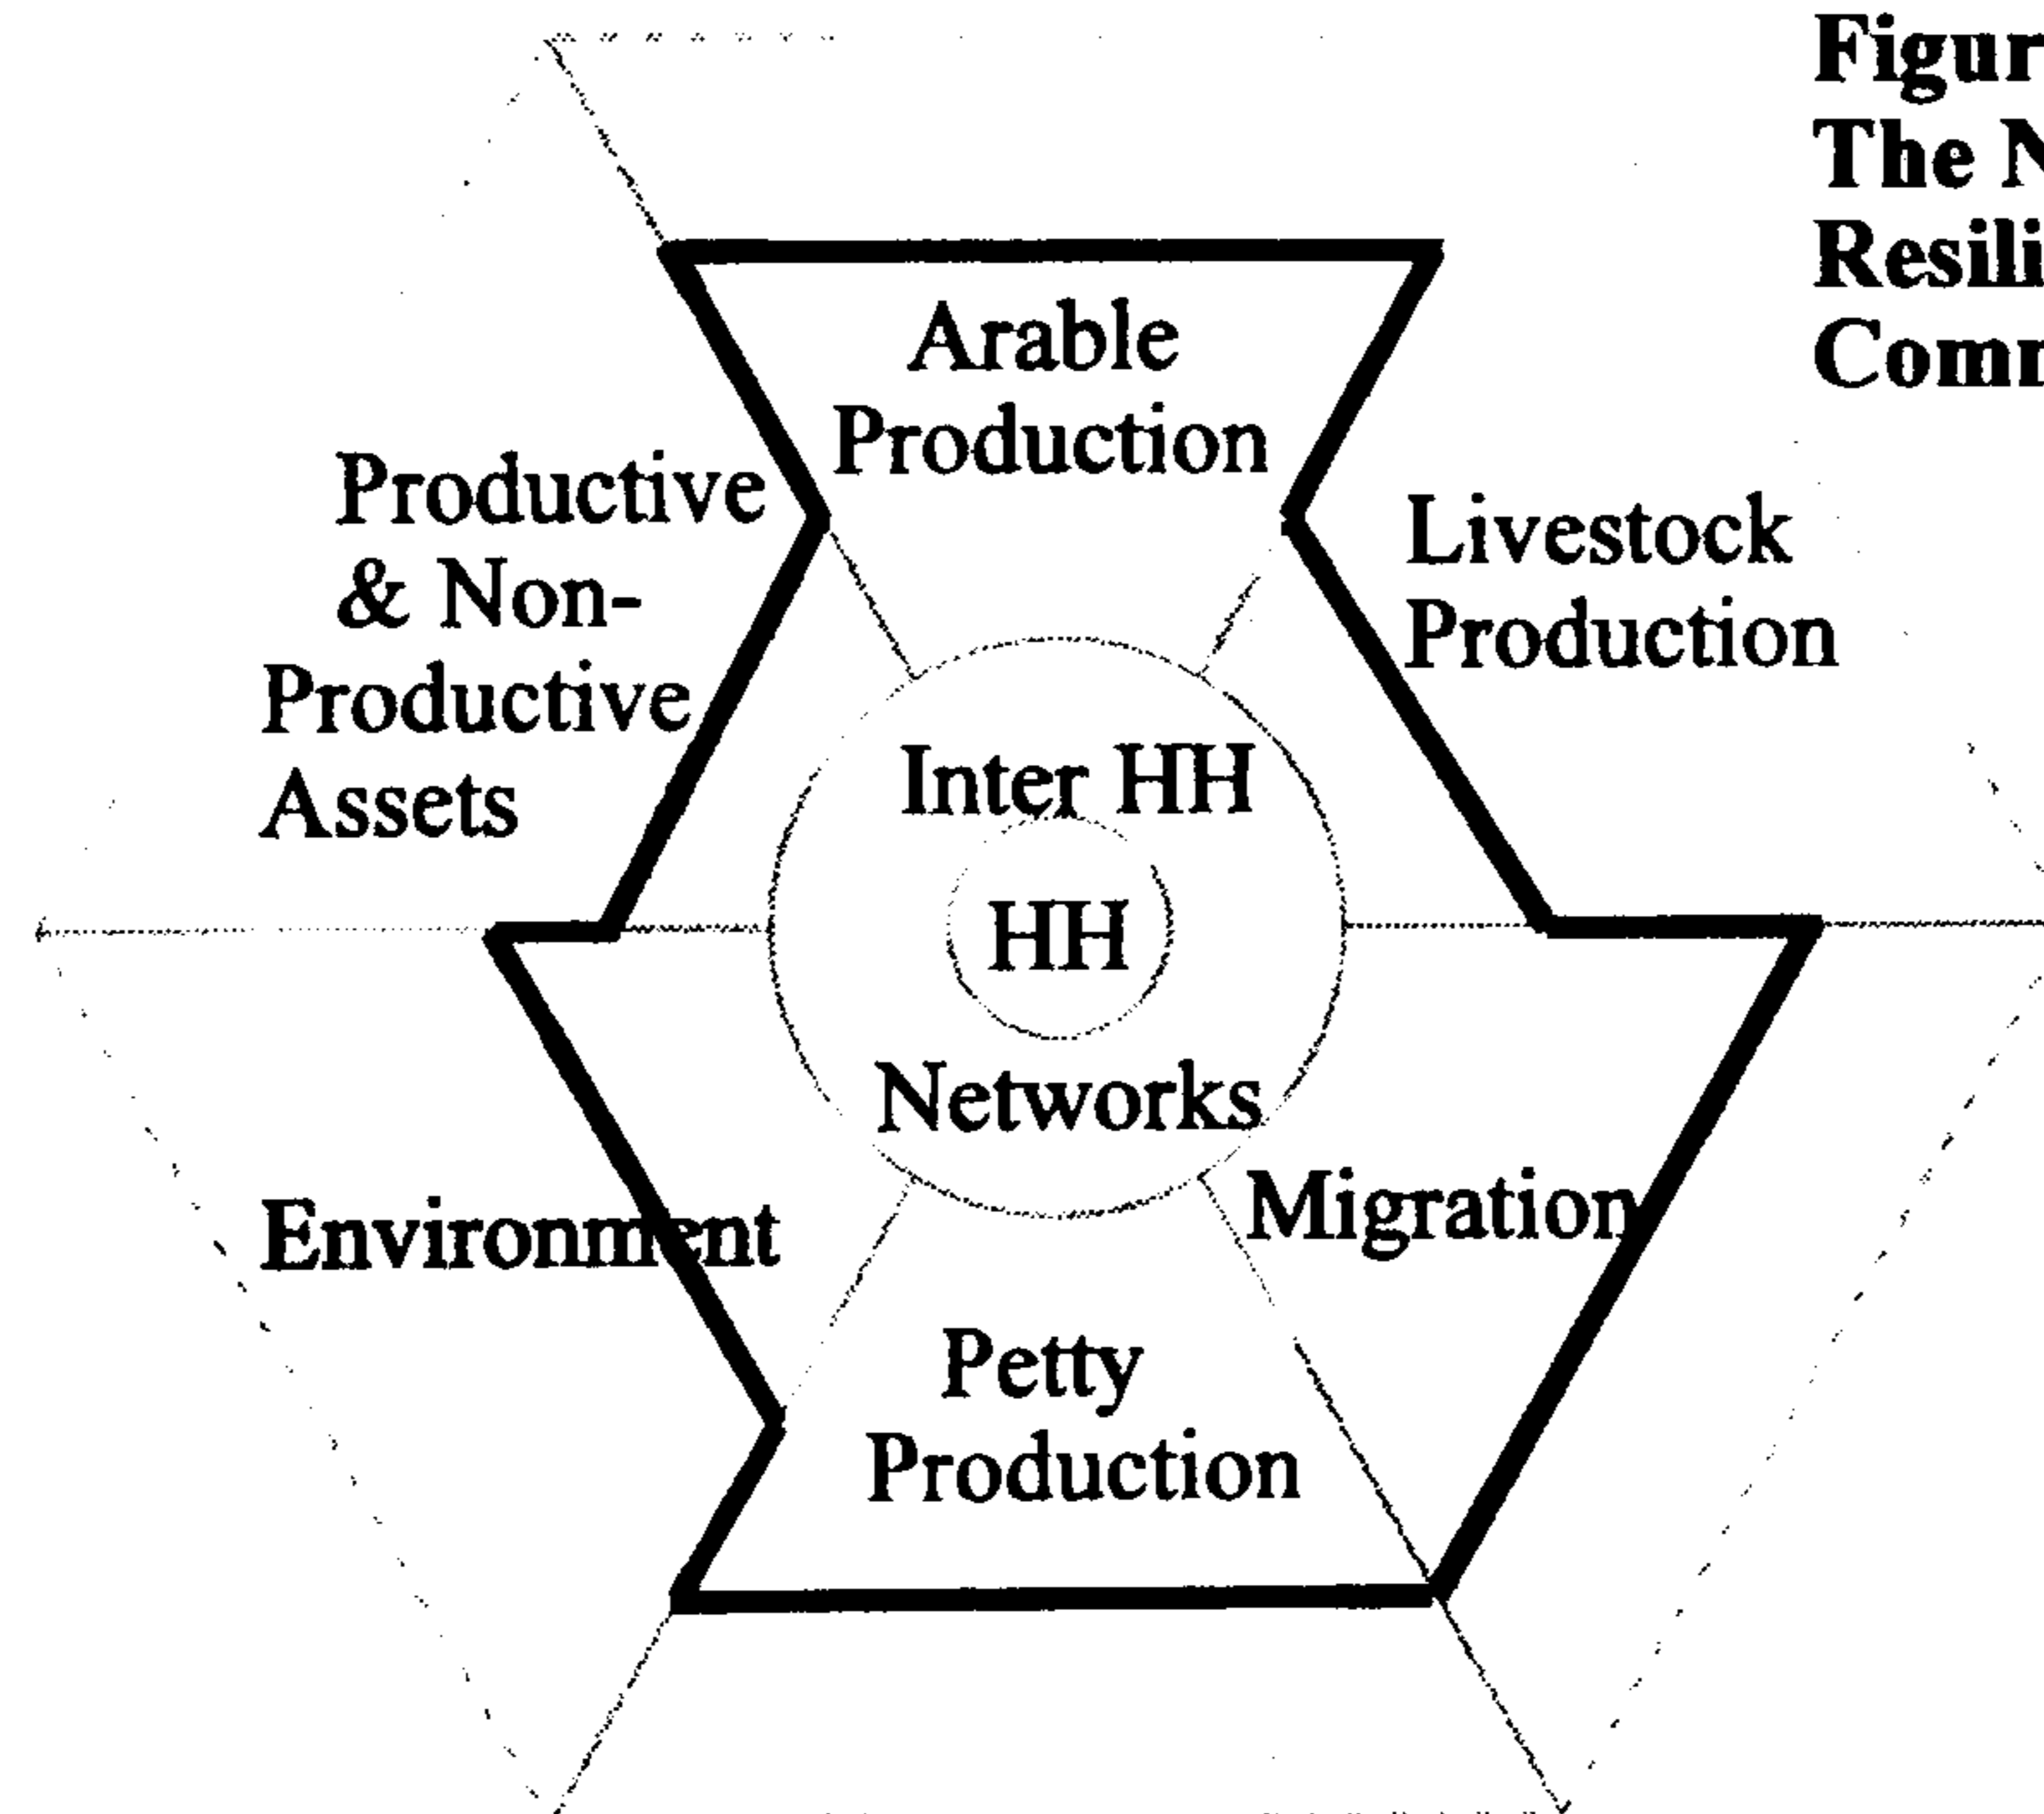 Figur
The N
Resili
Comm
Arable
Production
Productive
& Non-
Productive
Assets
Livestock
Production
Inter HH
HH
Networks
Environment
Migration
Petty
Production